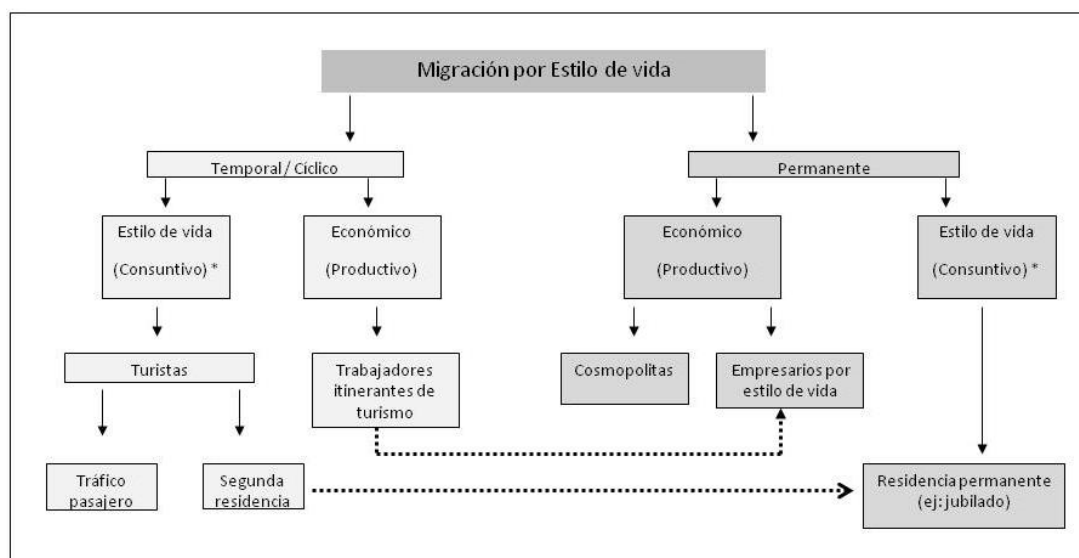 Migración por Estilo de vida
Temporal / Cíclico
Permanente
Estilo de vida
(Consuntivo) *
Económico
(Productivo)
Económico
(Productivo)
Estilo de vida
(Consuntivo) *
Turistas
Trabajadores
itinerantes de
turismo
Cosmopolitas
Empresarios por
estilo de vida
Tráfico
pasajero
Segunda
residencia
Residencia permanente
(ej: jubilado)